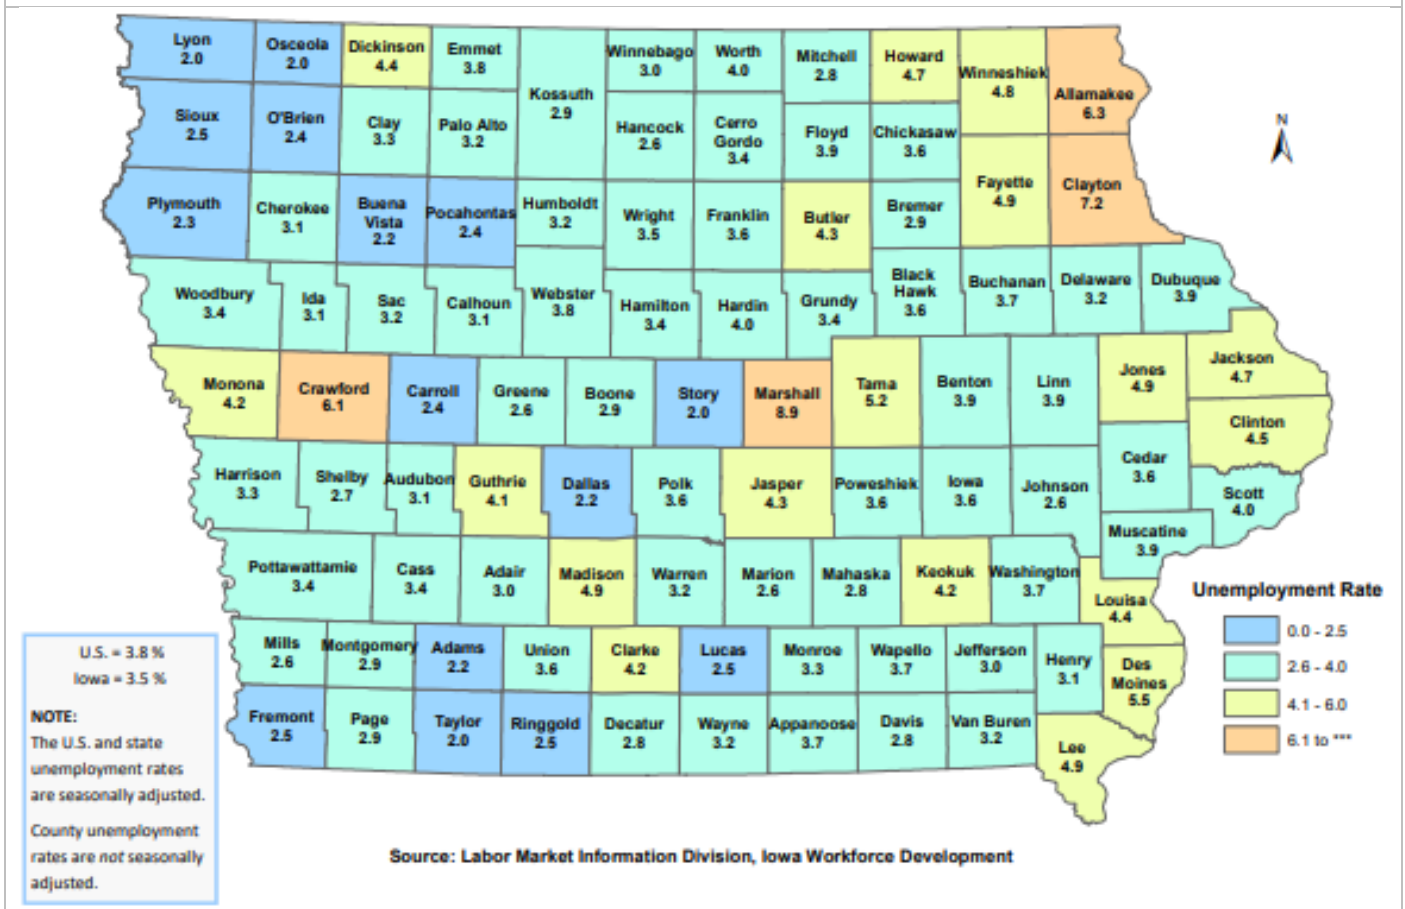 Lyon
2.0
Osceola
2.0
Dickinson
4.4
Emmet
3.8
Kossuth
2.9
Winnebago
3.0
Worth
4.0
Mitchell
2.8
Howard
4.7
Winneshiek
4.8
Allamakee
6.3
N
Sioux
2.5
O'Brien
2.4
Clay
3.3
Palo Alto
3.2
Hancock
2.6
Cerro
Gordo
3.4
Floyd
3.9
Chickasaw
3.6
Plymouth
2.3
Cherokee
3.1
Buena
Vista
2.2
Pocahontas
2.4
Humboldt
3.2
Wright
3.5
Franklin
3.6
Butler
4.3
Bremer
2.9
Fayette
4.9
Clayton
7.2
Woodbury
3.4
Ida
3.1
Sac
3.2
Calhoun
3.1
Webster
3.8
Hamilton
3.4
Hardin
4.0
Grundy
3.4
Black
Hawk
3.6
Buchanan
3.7
Delaware
3.2
Dubuque
3.9
Monona
4.2
Crawford
6.1
Carroll
2.4
Greene
2.6
Boone
2.9
Story
2.0
Marshall
8.9
Tama
5.2
Benton
3.9
Linn
3.9
Jones
4.9
Jackson
4.7
Clinton
4.5
Harrison
3.3
Shelby
2.7
Audubon
3.1
Guthrie
4.1
Dallas
2.2
Polk
3.6
Jasper
4.3
Poweshiek
3.6
Iowa
3.6
Johnson
2.6
Cedar
3.6
Scott
4.0
Muscatine
3.9
Pottawattamie
3.4
Cass
3.4
Adair
3.0
Madison
4.9
Warren
3.2
Marion
2.6
Mahaska
2.8
Keokuk
4.2
Washington
3.7
Louisa
4.4
Mills
2.6
Montgomery
2.9
Adams
2.2
Union
3.6
Clarke
4.2
Lucas
2.5
Monroe
3.3
Wapello
3.7
Jefferson
3.0
Henry
3.1
Des
Moines
5.5
Fremont
2.5
Page
2.9
Taylor
2.0
Ringgold
2.5
Decatur
2.8
Wayne
3.2
Appanoose
3.7
Davis
2.8
Van Buren
3.2
Lee
4.9
Unemployment Rate
0.0 - 2.5
2.6 - 4.0
4.1 - 6.0
6.1 to ***
U.S. = 3.8 %
Iowa = 3.5 %
NOTE:
The U.S. and state
unemployment rates
are seasonally adjusted.
County unemployment
rates are not seasonally
adjusted.
Source: Labor Market Information Division, Iowa Workforce Development